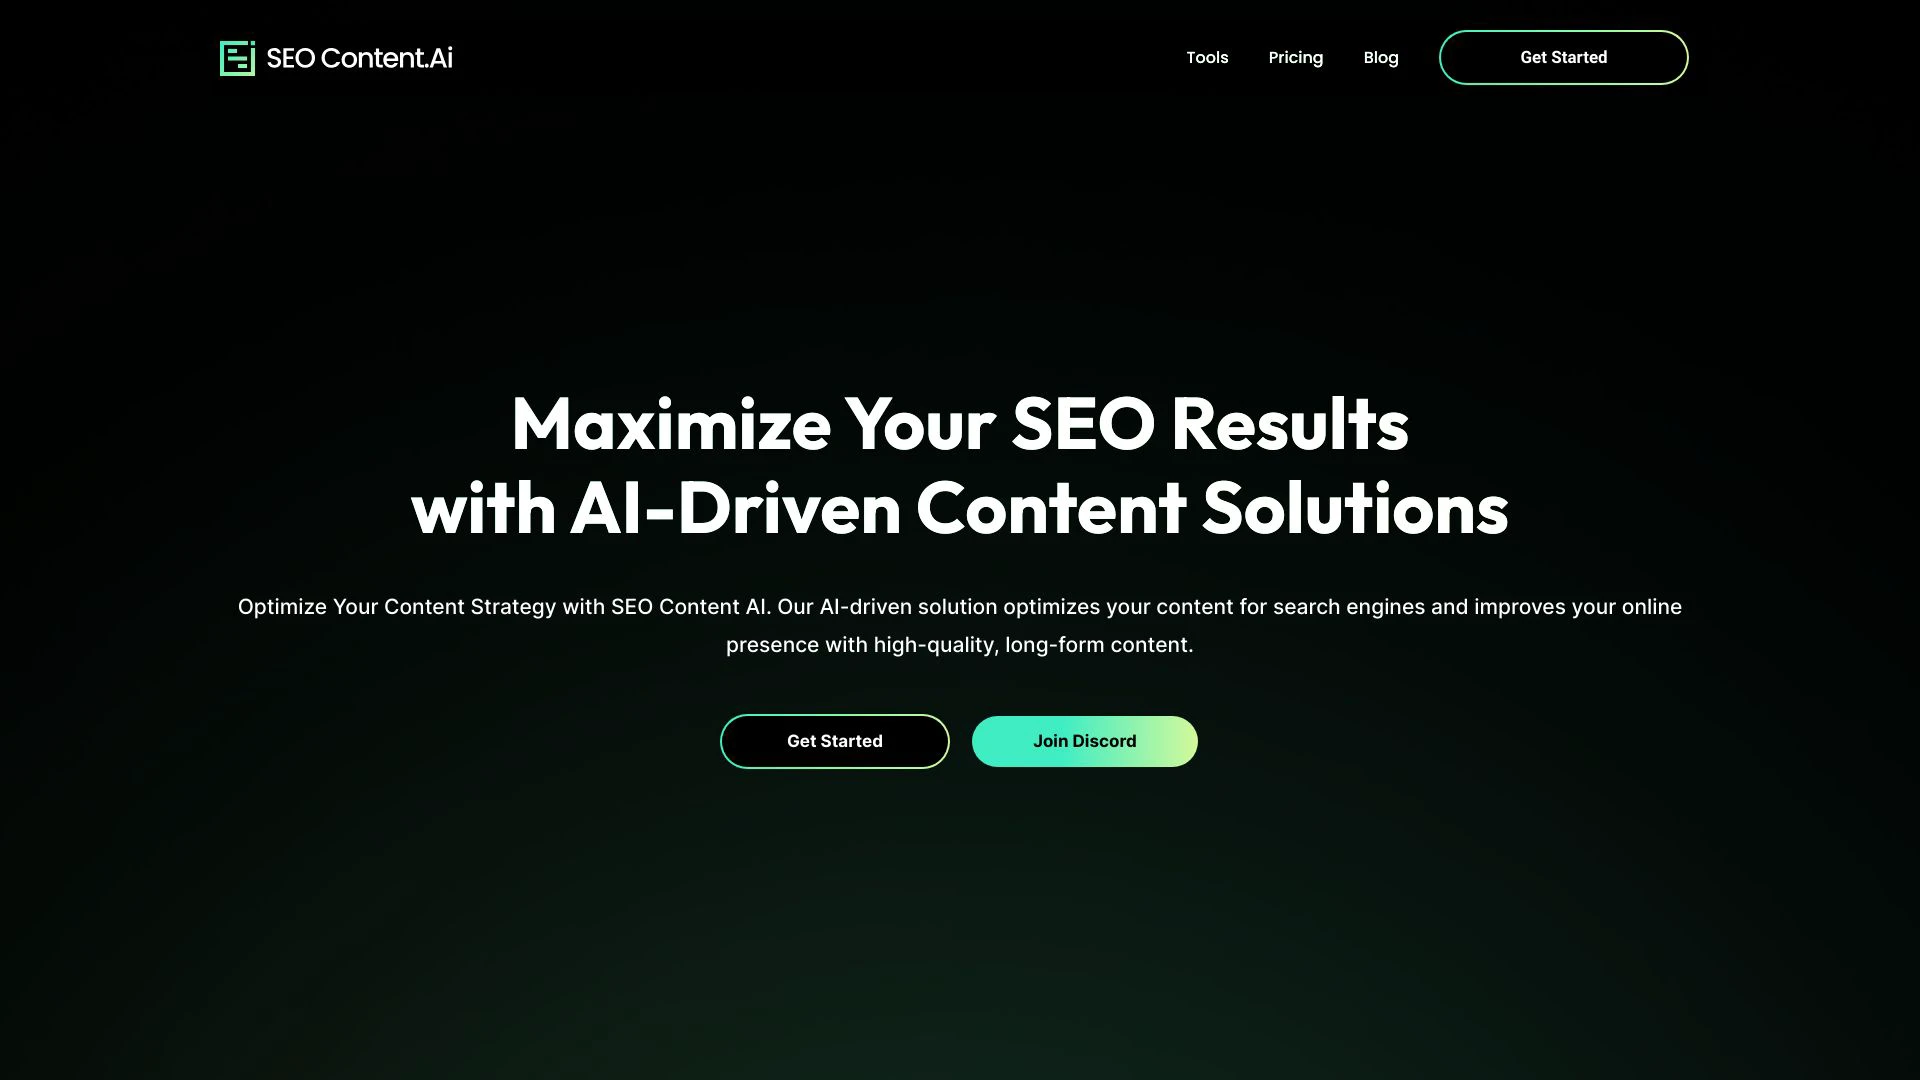 SEO Content.Ai
Tools
Pricing
Blog
Get Started
Maximize Your SEO Results
with AI-Driven Content Solutions
Optimize Your Content Strategy with SEO Content AI. Our AI-driven solution optimizes your content for search engines and improves your online
presence with high-quality, long-form content.
Get Started
Join Discord